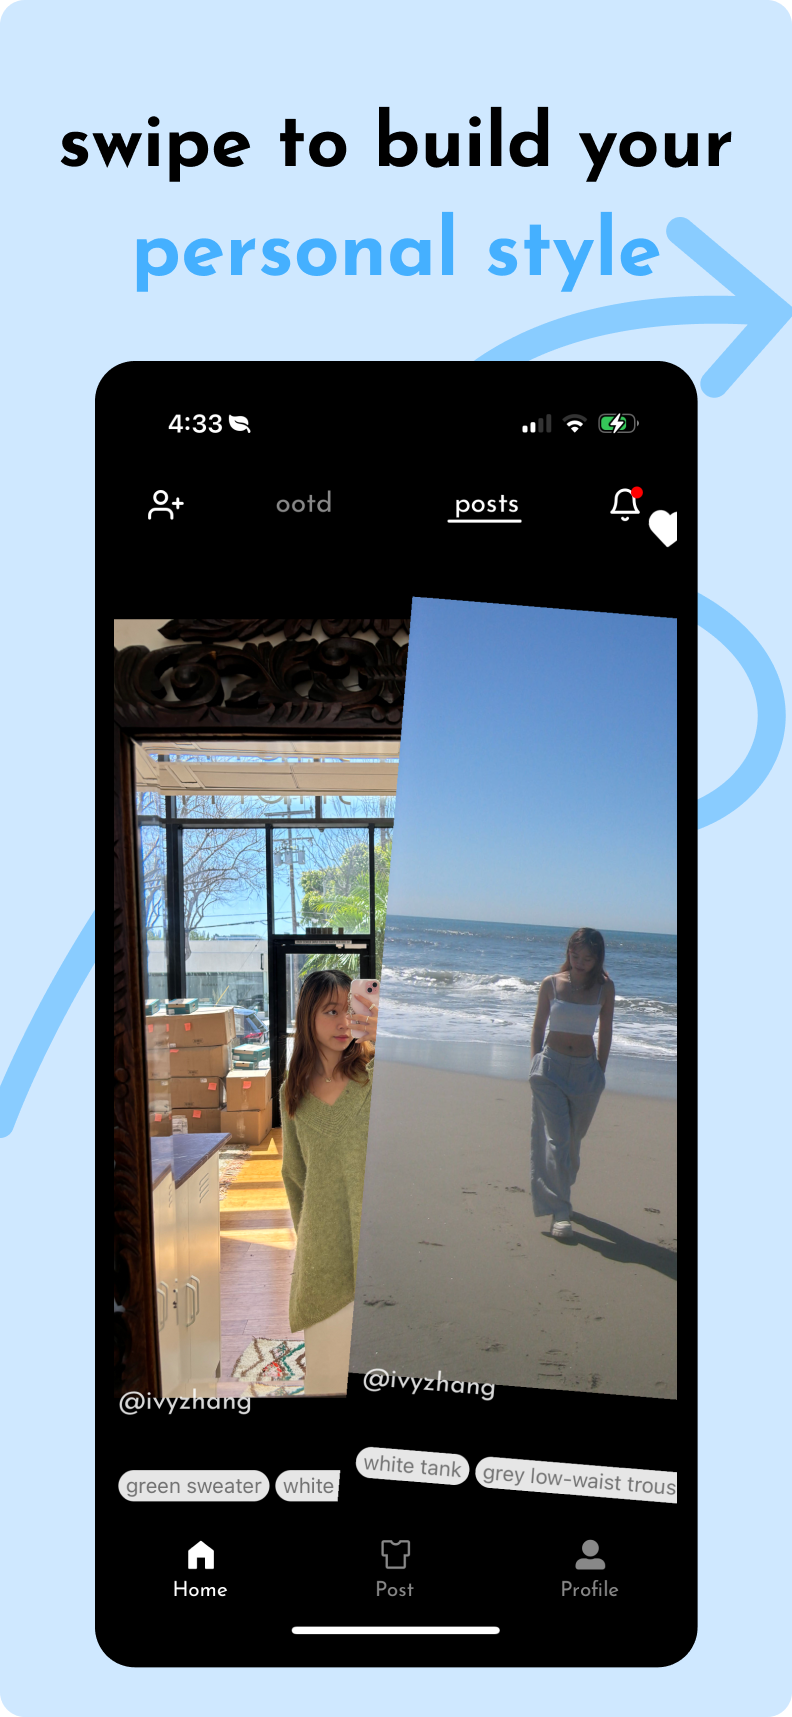 swipe to build your
personal style
4:33
ootd posts
@ivyzhang
@ivyzhang
white tank grey low-waist trous
green sweater white
Home Post Profile